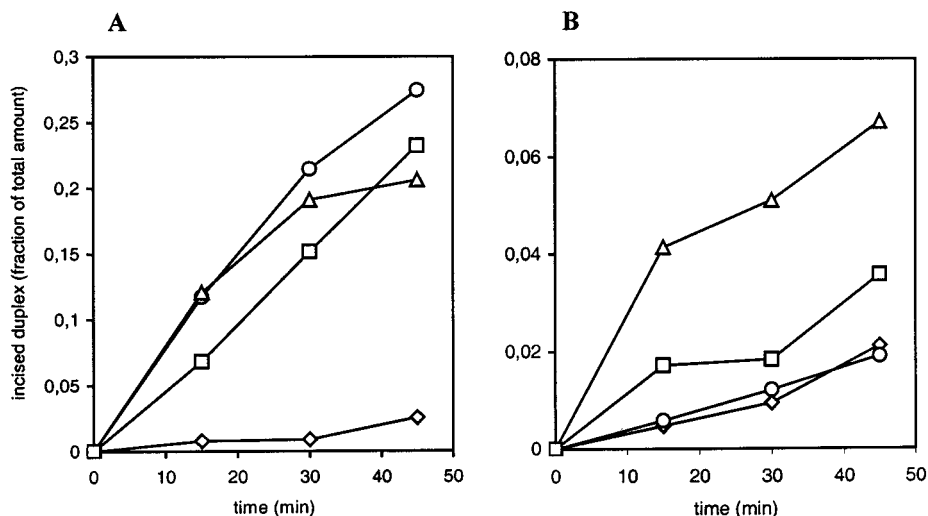 A
B
incised duplex (fraction of total amount)
0,3
0,25
0,2
0,15
0,1
0,05
0
0 10 20 30 40 50
time (min)
0,08
0,06
0,04
0,02
0
0 10 20 30 40 50
time (min)